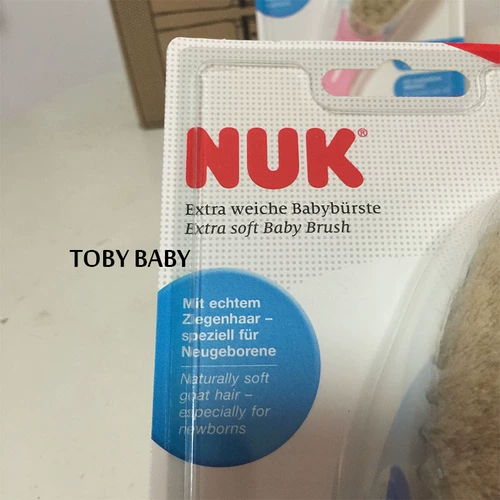 NUK®
Extra weiche Babybürste
Extra soft Baby Brush
TOBY BABY
Mit echtem
Ziegenhaar –
speziell für
Neugeborene
Naturally soft
goat hair –
especially for
newborns